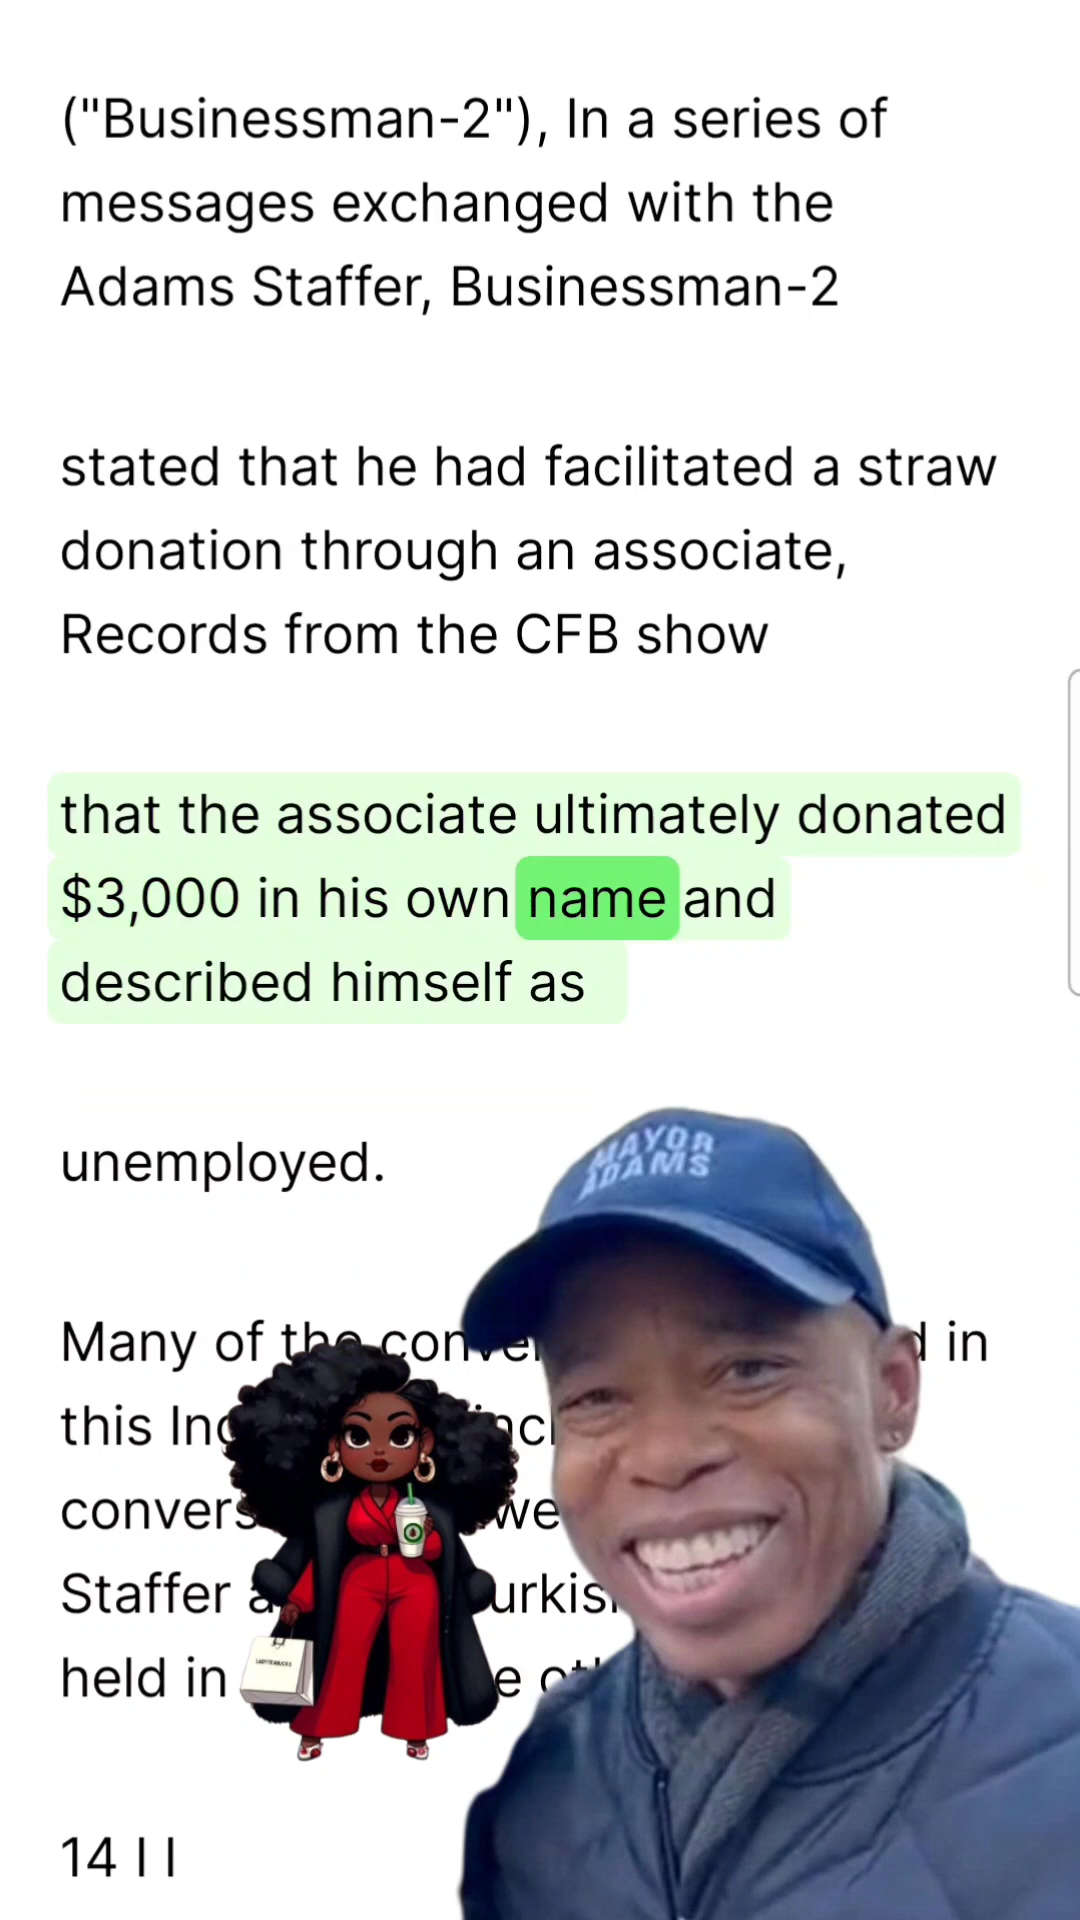 ("Businessman-2"), In a series of
messages exchanged with the
Adams Staffer, Businessman-2
stated that he had facilitated a straw
donation through an associate,
Records from the CFB show
that the associate ultimately donated
$3,000 in his own name and
described himself as
unemployed.
MAYOR
ADAMS
Many of the in
this
Staffer
held in
14 I I